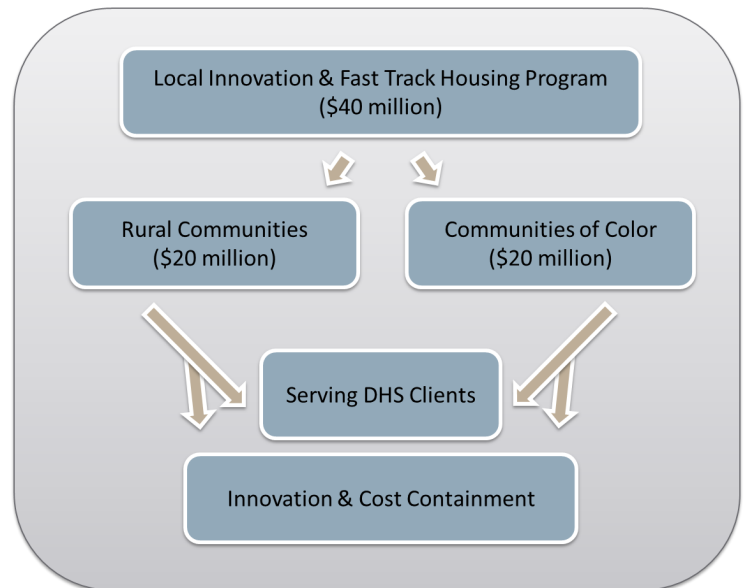 Local Innovation & Fast Track Housing Program
($40 million)
Rural Communities
($20 million)
Communities of Color
($20 million)
Serving DHS Clients
Innovation & Cost Containment